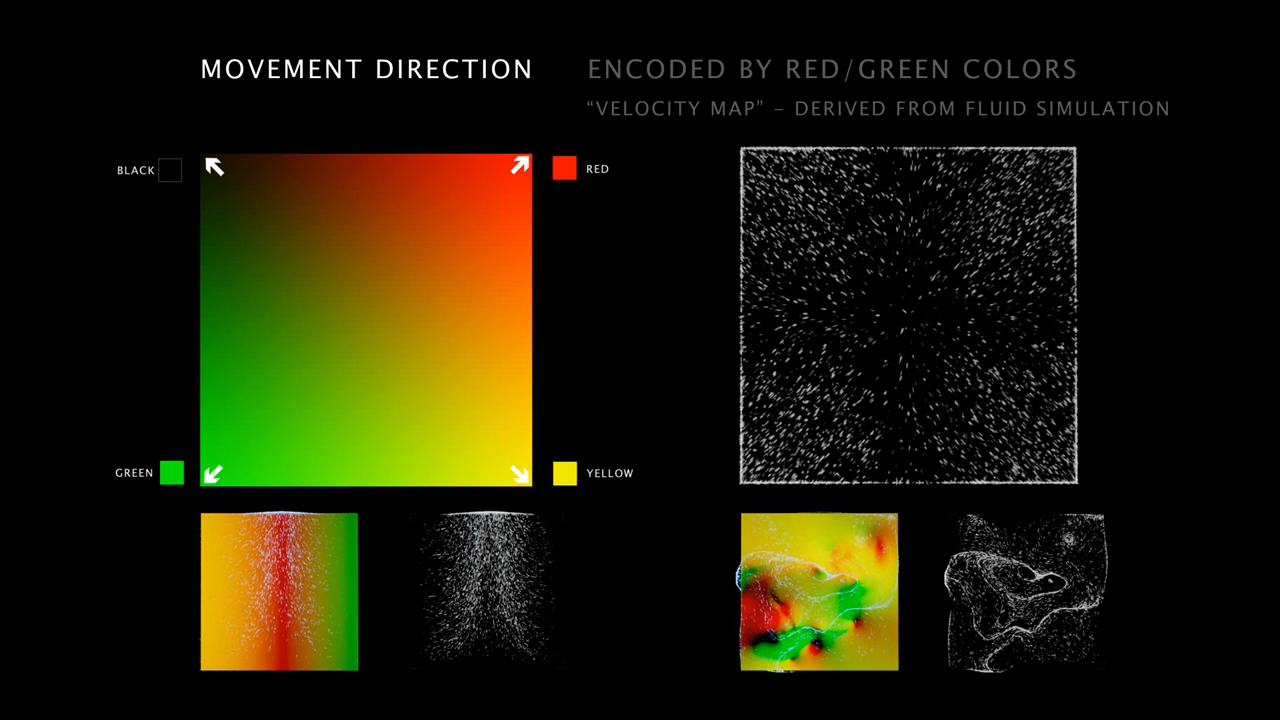 MOVEMENT DIRECTION
ENCODED BY RED/GREEN COLORS
“VELOCITY MAP” – DERIVED FROM FLUID SIMULATION
BLACK
RED
GREEN
YELLOW